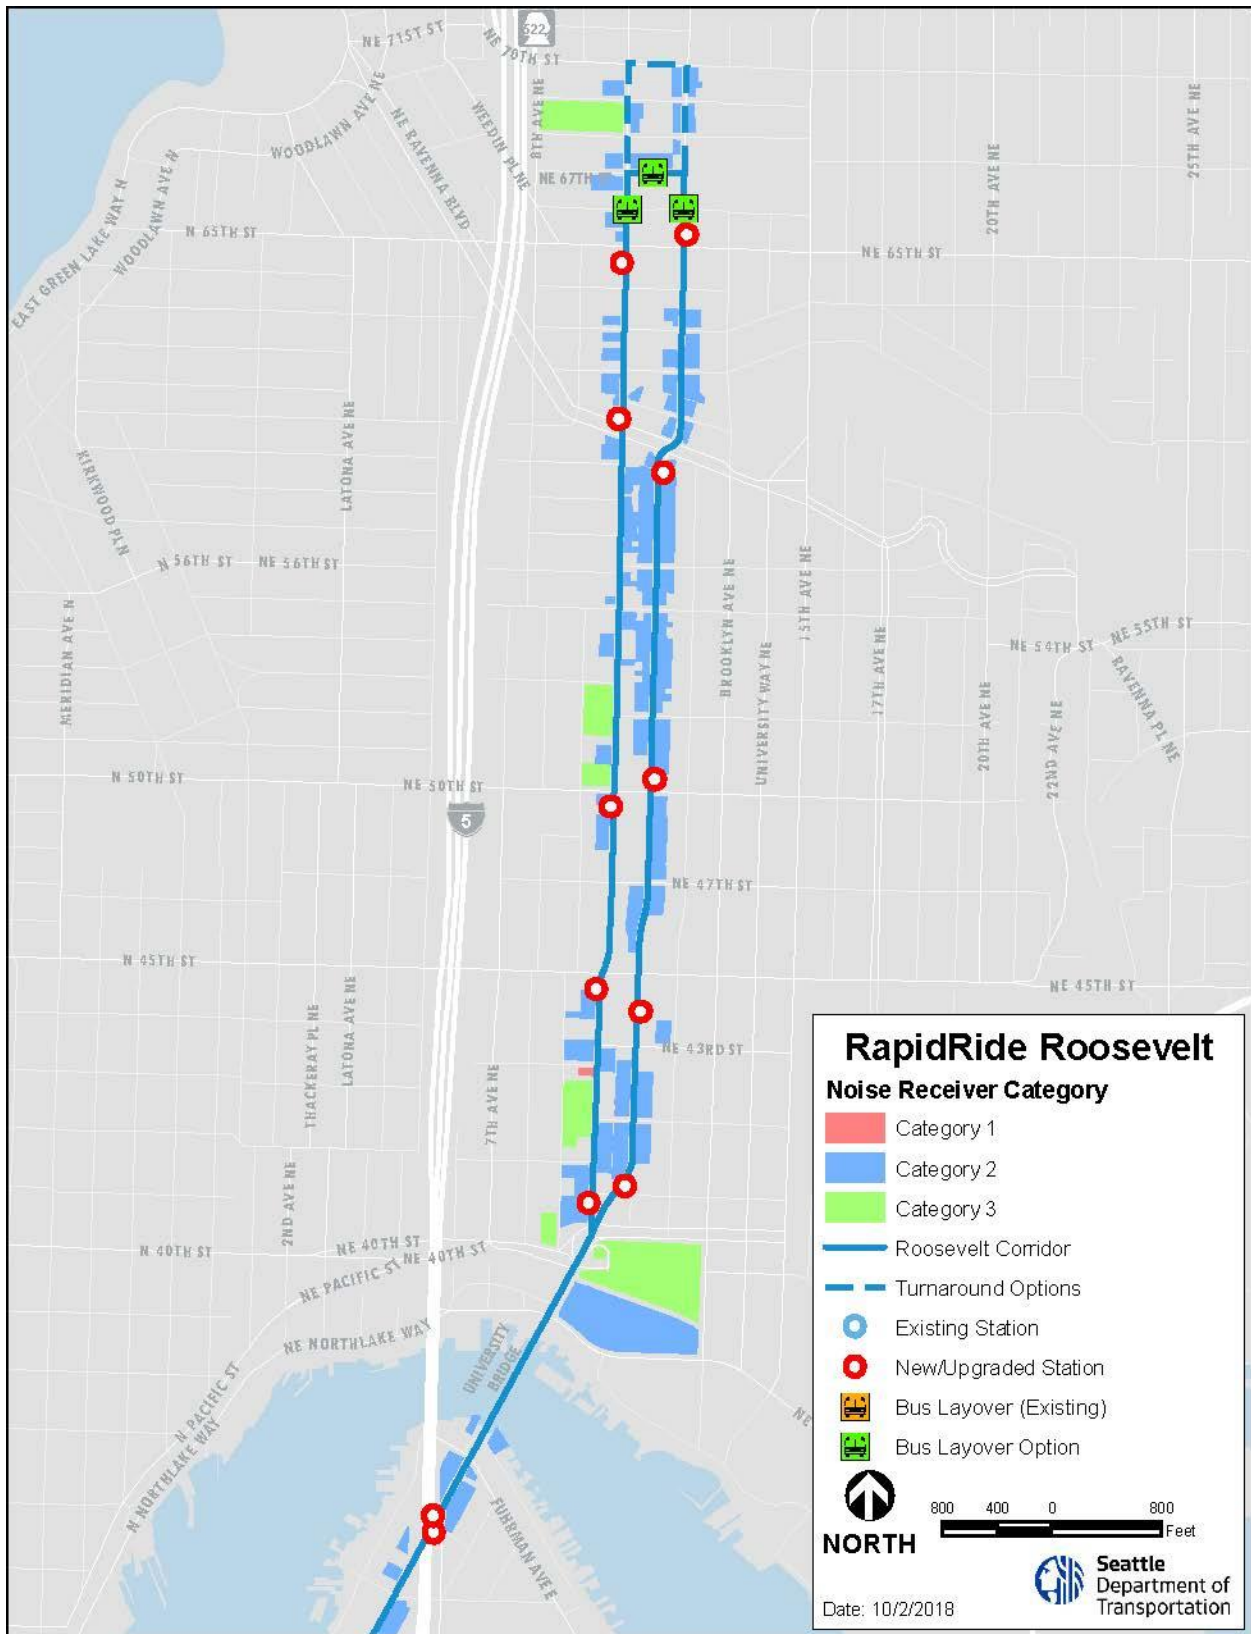 522
NE 71ST ST
NE 70TH ST
8TH AVE NE
WEEDIN PL NE
NE RAVENNA BLVD
WOODLAWN AVE NE
25TH AVE NE
20TH AVE NE
NE 67TH
WOODLAWN AVE N
EAST GREEN LAKE WAY N
N 65TH ST
NE 65TH ST
LATONA AVE NE
KIRKWOOD PL N
N 56TH ST
NE 56TH ST
BROOKLYN AVE NE
15TH AVE NE
UNIVERSITY WAY NE
17TH AVE NE
MERIDIAN AVE N
NE 54TH ST
NE 55TH ST
RAVENNA PL NE
20TH AVE NE
22ND AVE NE
N 50TH ST
NE 50TH ST
5
NE 47TH ST
N 45TH ST
NE 45TH ST
THACKERAY PL NE
LATONA AVE NE
NE 43RD ST
7TH AVE NE
2ND AVE NE
N 40TH ST
NE 40TH ST
NE 40TH ST
NE PACIFIC ST
NE NORTHLAKE WAY
UNIVERSITY
BRIDGE
N PACIFIC ST
N NORTHLAKE WAY
NE
FUHRMAN AVE E
RapidRide Roosevelt
Noise Receiver Category
Category 1
Category 2
Category 3
Roosevelt Corridor
Turnaround Options
Existing Station
New/Upgraded Station
Bus Layover (Existing)
Bus Layover Option
NORTH
800 400 0 800
Feet
Seattle
Department of
Transportation
Date: 10/2/2018